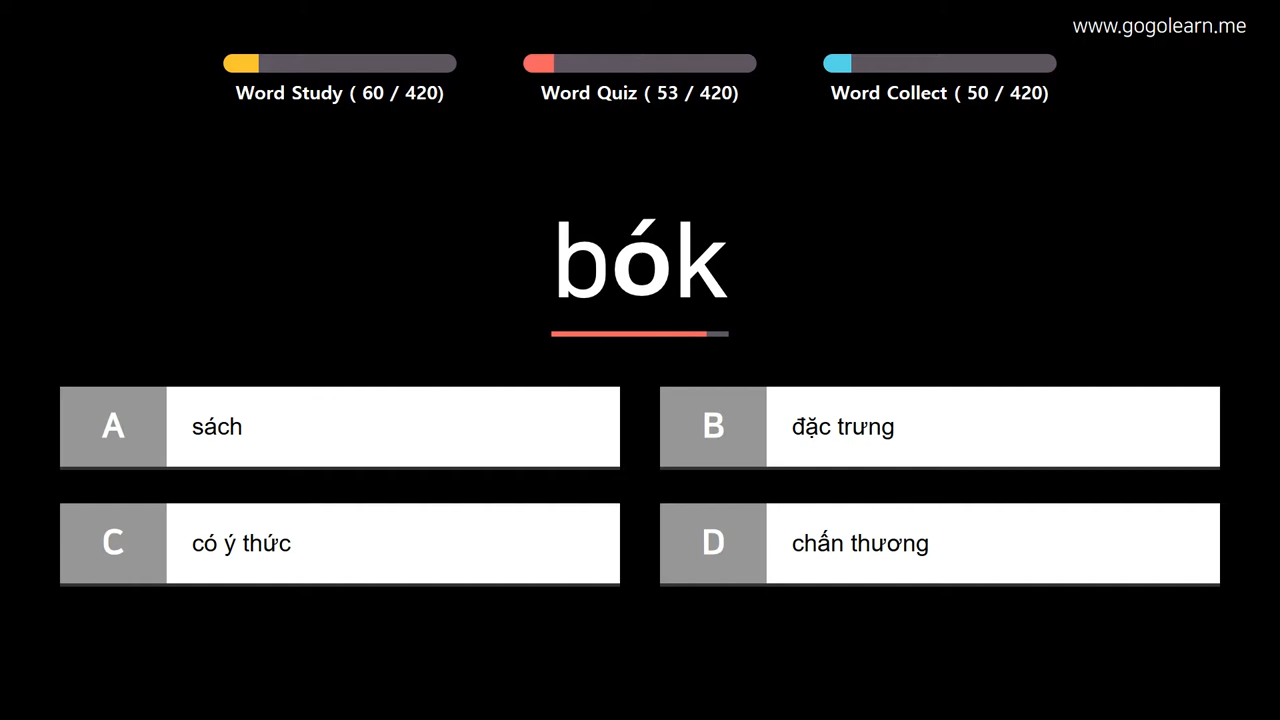 www.gogolearn.me
Word Study ( 60 / 420)
Word Quiz ( 53 / 420)
Word Collect ( 50 / 420)
bók
A sách
B đặc trưng
C có ý thức
D chấn thương